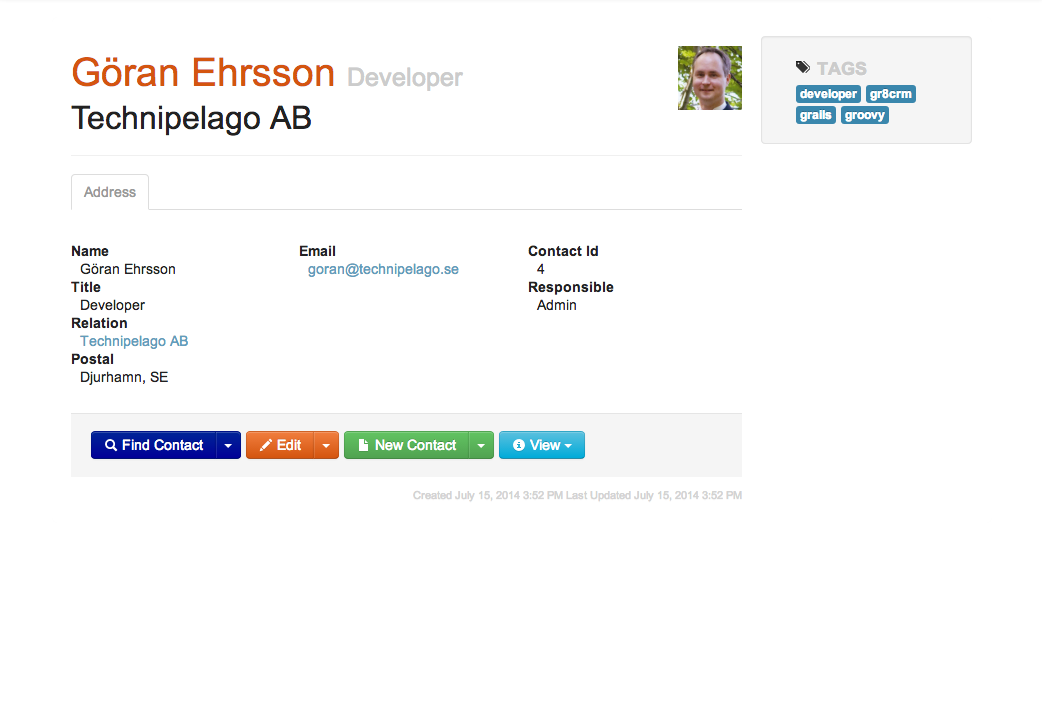 Göran Ehrsson Developer
Technipelago AB
TAGS
developer gr8crm
grails groovy
Address
Name
Göran Ehrsson
Title
Developer
Relation
Technipelago AB
Postal
Djurhamn, SE
Email
goran@technipelago.se
Contact Id
4
Responsible
Admin
Find Contact Edit New Contact View
Created July 15, 2014 3:52 PM Last Updated July 15, 2014 3:52 PM